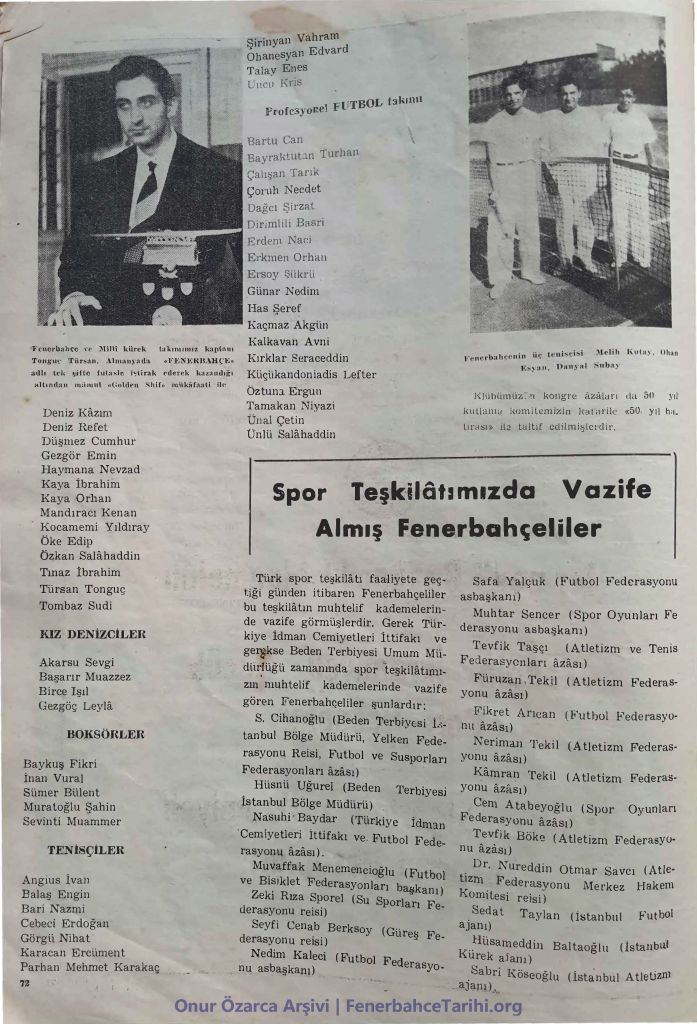 Fenerbahçe ve Milli kürek takımımız kaptanı
Tonguç Türsan, Almanyada «FENERBAHÇE»
adlı tek çifte futasle iştirak ederek kazandığı
altından mamul «Golden Shif» mükâfaatı ile
Deniz Kâzım
Deniz Refet
Düşmez Cumhur
Gezgör Emin
Haymana Nevzad
Kaya İbrahim
Kaya Orhan
Mandıracı Kenan
Kocamemi Yıldıray
Öke Edip
Özkan Salâhaddin
Tınaz İbrahim
Türsan Tonguç
Tombaz Sudi
KIZ DENİZCİLER
Akarsu Sevgi
Başarır Muazzez
Birce Işıl
Gezgöç Leylâ
BOKSÖRLER
Baykuş Fikri
İnan Vural
Sümer Bülent
Muratoğlu Şahin
Sevinti Muammer
TENİSÇİLER
Angıus İvan
Balaş Engin
Bari Nazmi
Cebeci Erdoğan
Görgü Nihat
Karacan Ercüment
Parhan Mehmet Karakaç
72
Şirinyan Vahram
Ohanesyan Edvard
Talay Enes
Uncu Kris
Profesyonel FUTBOL takımı
Bartu Can
Bayraktutan Turhan
Çalışan Tarık
Çoruh Necdet
Dağcı Şirzat
Dirimlili Basri
Erdem Naci
Erkmen Orhan
Ersoy Şükrü
Günar Nedim
Has Şeref
Kaçmaz Akgün
Kalkavan Avni
Kırklar Seraceddin
Küçükandoniadis Lefter
Öztuna Ergun
Tamakan Niyazi
Ünal Çetin
Ünlü Salâhaddin
Fenerbahçenin üç tenisçisi Melih Kutay, Ohan
Esyan, Danyal Subay
Klübümüzün kongre âzâları da 50 yıl
kutlama komitemizin kararile «50. yıl ha
tırası» ile taltif edilmişlerdir.
Spor Teşkilâtımızda Vazife
Almış Fenerbahçeliler
Türk spor teşkilâtı faaliyete geç-
tiği günden itibaren Fenerbahçeliler
bu teşkilâtın muhtelif kademelerin-
de vazife görmüşlerdir. Gerek Tür-
kiye İdman Cemiyetleri İttifakı ve
gerekse Beden Terbiyesi Umum Mü-
dürlüğü zamanında spor teşkilâtımı-
zın muhtelif kademelerinde vazife
gören Fenerbahçeliler şunlardır:
S. Cihanoğlu (Beden Terbiyesi İs-
tanbul Bölge Müdürü, Yelken Fede-
rasyonu Reisi, Futbol ve Susporları
Federasyonları âzâsı)
Hüsnü Uğurel (Beden Terbiyesi
İstanbul Bölge Müdürü)
Nasuhi Baydar (Türkiye İdman
Cemiyetleri İttifakı ve Futbol Fede-
rasyonu âzâsı).
Muvaffak Menemencioğlu (Futbol
ve Bisiklet Federasyonları başkanı)
Zeki Rıza Sporel (Su Sporları Fe-
derasyonu reisi)
Seyfi Cenab Berksoy (Güreş Fe-
derasyonu reisi)
Nedim Kaleci (Futbol Federasyo-
nu asbaşkanı)
Safa Yalçuk (Futbol Federasyonu
asbaşkanı)
Muhtar Sencer (Spor Oyunları Fe
derasyonu asbaşkanı)
Tevfik Taşçı (Atletizm ve Tenis
Federasyonları âzâsı)
Füruzan Tekil (Atletizm Federas-
yonu âzâsı)
Fikret Arıcan (Futbol Federasyo-
nu âzâsı)
Neriman Tekil (Atletizm Federas-
yonu âzâsı)
Kâmran Tekil (Atletizm Federas-
yonu âzâsı)
Cem Atabeyoğlu (Spor Oyunları
Federasyonu âzâsı)
Tevfik Böke (Atletizm Federasyo-
nu âzâsı)
Dr. Nureddin Otmar Savcı (Atle-
tizm Federasyonu Merkez Hakem
Komitesi reisi)
Sedat Taylan (İstanbul Futbol
ajanı)
Hüsameddin Baltaoğlu (İstanbul
Kürek ajanı)
Sabri Köseoğlu (İstanbul Atletizm
ajanı).
Onur Özarca Arşivi | FenerbahceTarihi.org